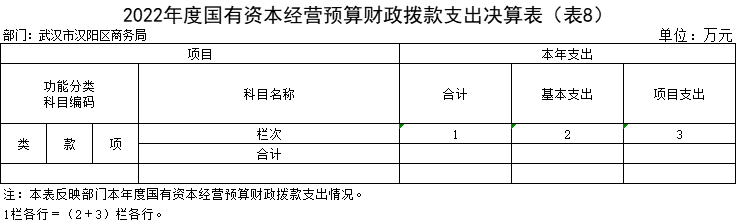 2022年度国有资本经营预算财政拨款支出决算表（表8）
部门：武汉市汉阳区商务局 单位：万元
项目 本年支出
功能分类科目编码 科目名称 合计 基本支出 项目支出
类 款 项 栏次 1 2 3
合计
注：本表反映部门本年度国有资本经营预算财政拨款支出情况。
1栏各行＝（2＋3）栏各行。